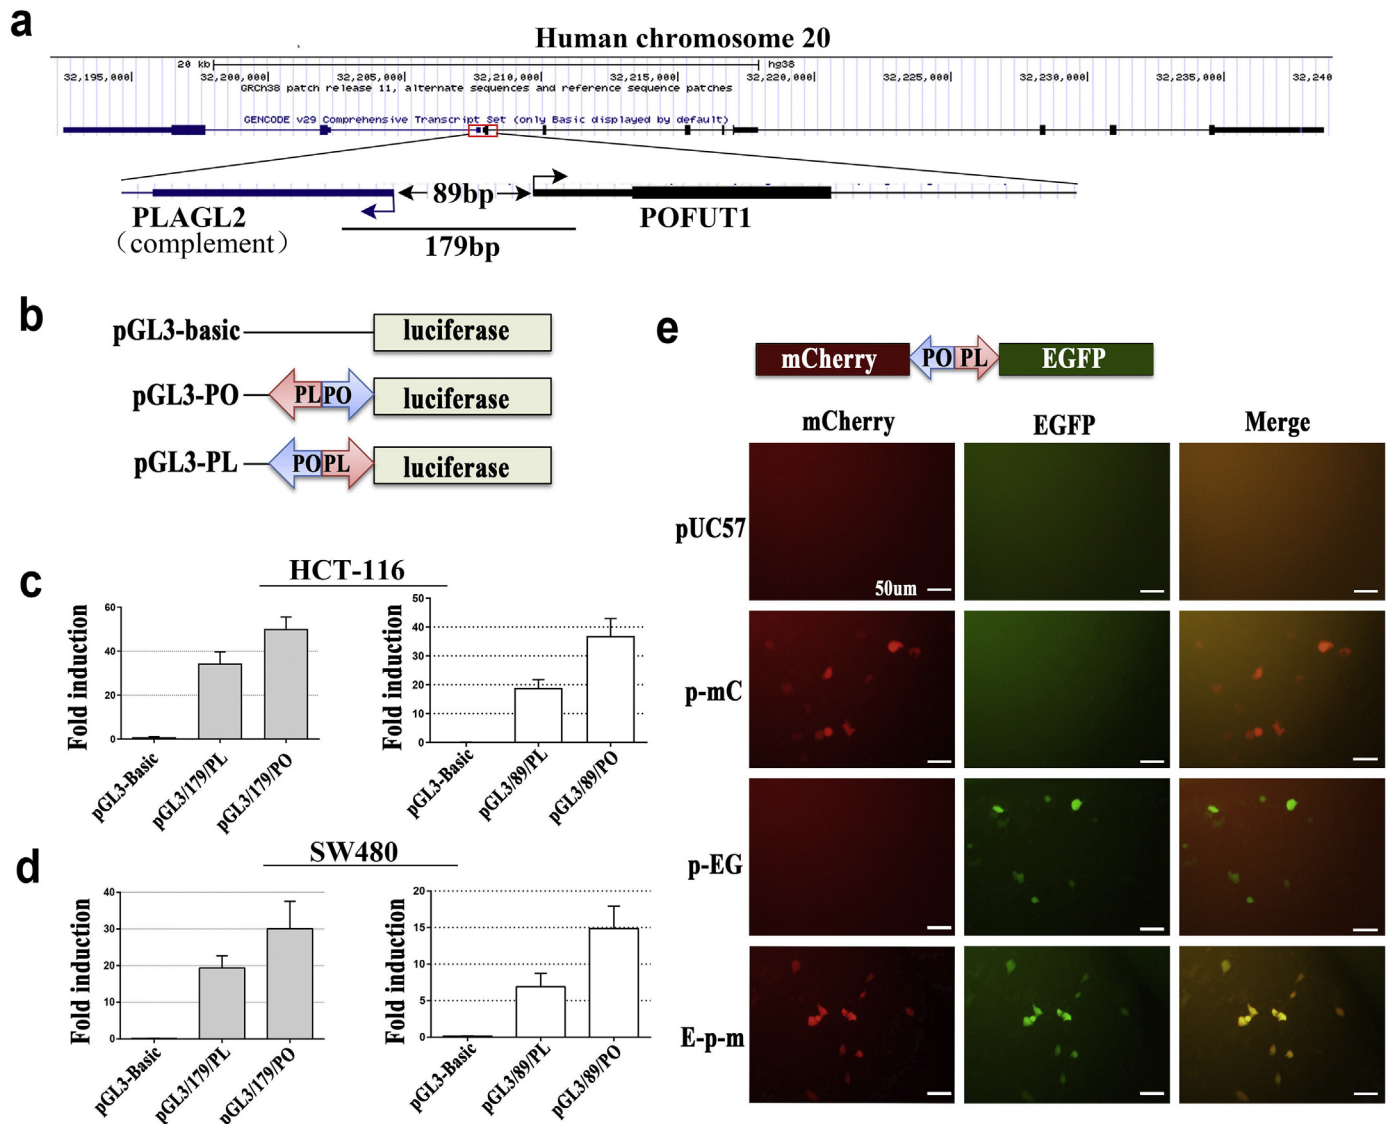 a
Human chromosome 20
20 kb hg38
32,195,000 32,200,000 32,205,000 32,210,000 32,215,000 32,220,000 32,225,000 32,230,000 32,235,000 32,240
GRCh38 patch release 11, alternate sequences and reference sequence patches
GENCODE v29 Comprehensive Transcript Set (only Basic displayed by default)
89bp
PLAGL2
(complement)
POFUT1
179bp
b
pGL3-basic luciferase
pGL3-PO PL PO luciferase
pGL3-PL PO PL luciferase
c
HCT-116
Fold induction
60
40
20
0
pGL3-Basic
pGL3/179/PL
pGL3/179/PO
Fold induction
50
40
30
20
10
0
pGL3-Basic
pGL3/89/PL
pGL3/89/PO
d
SW480
Fold induction
40
30
20
10
0
pGL3-Basic
pGL3/179/PL
pGL3/179/PO
Fold induction
20
15
10
5
0
pGL3-Basic
pGL3/89/PL
pGL3/89/PO
e
mCherry PO PL EGFP
mCherry EGFP Merge
pUC57
50um
p-mC
p-EG
E-p-m